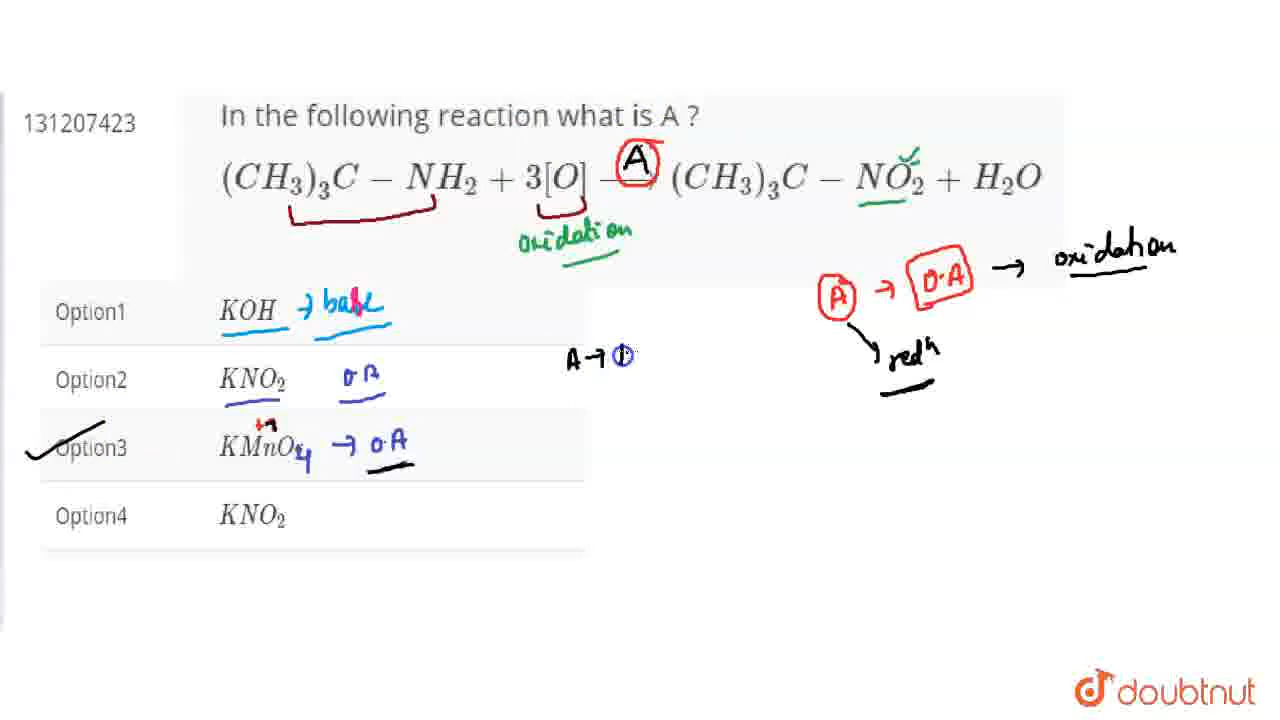 131207423
In the following reaction what is A ?
(CH₃)₃C − NH₂ + 3[O] A → (CH₃)₃C − NO₂ + H₂O
oxidation
A → O.A → oxidation
redⁿ
Option1 KOH → base
A →
Option2 KNO₂ O.A
+7
Option3 KMnO₄ → O.A
Option4 KNO₂
doubtnut